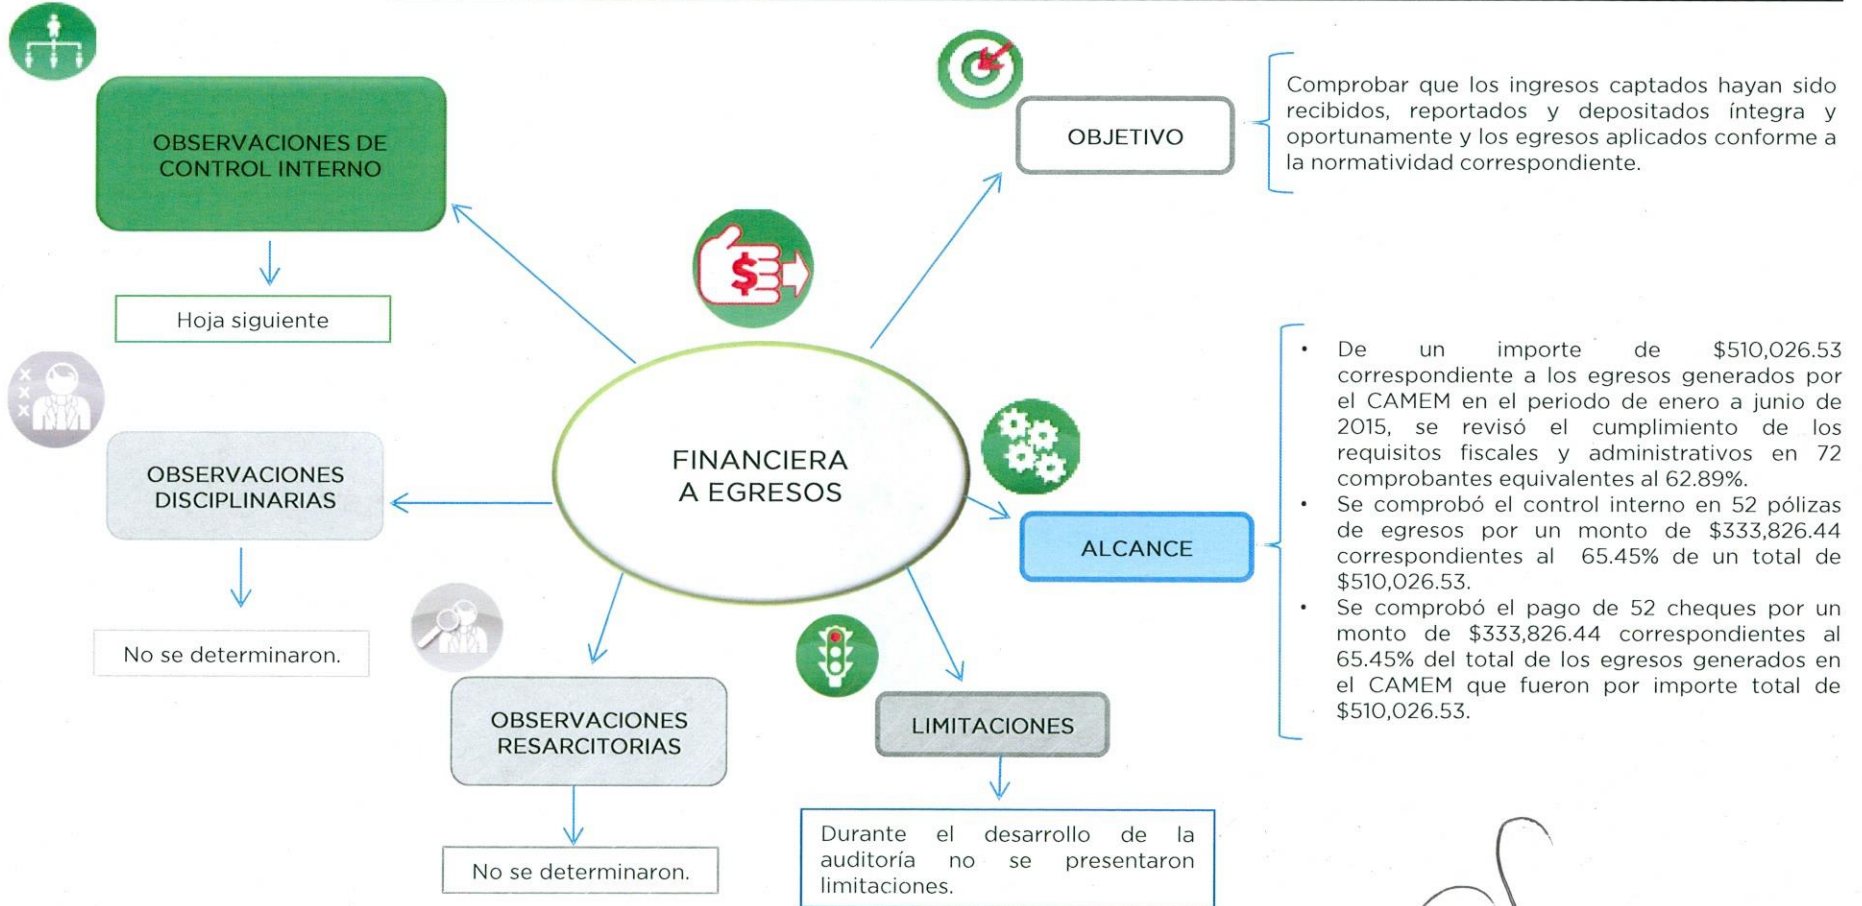 OBSERVACIONES DE
CONTROL INTERNO
Hoja siguiente
OBSERVACIONES
DISCIPLINARIAS
No se determinaron.
OBSERVACIONES
RESARCITORIAS
No se determinaron.
$
FINANCIERA
A EGRESOS
LIMITACIONES
Durante el desarrollo de la
auditoría no se presentaron
limitaciones.
OBJETIVO
Comprobar que los ingresos captados hayan sido
recibidos, reportados y depositados íntegra y
oportunamente y los egresos aplicados conforme a
la normatividad correspondiente.
ALCANCE
• De un importe de $510,026.53
correspondiente a los egresos generados por
el CAMEM en el periodo de enero a junio de
2015, se revisó el cumplimiento de los
requisitos fiscales y administrativos en 72
comprobantes equivalentes al 62.89%.
• Se comprobó el control interno en 52 pólizas
de egresos por un monto de $333,826.44
correspondientes al 65.45% de un total de
$510,026.53.
• Se comprobó el pago de 52 cheques por un
monto de $333,826.44 correspondientes al
65.45% del total de los egresos generados en
el CAMEM que fueron por importe total de
$510,026.53.